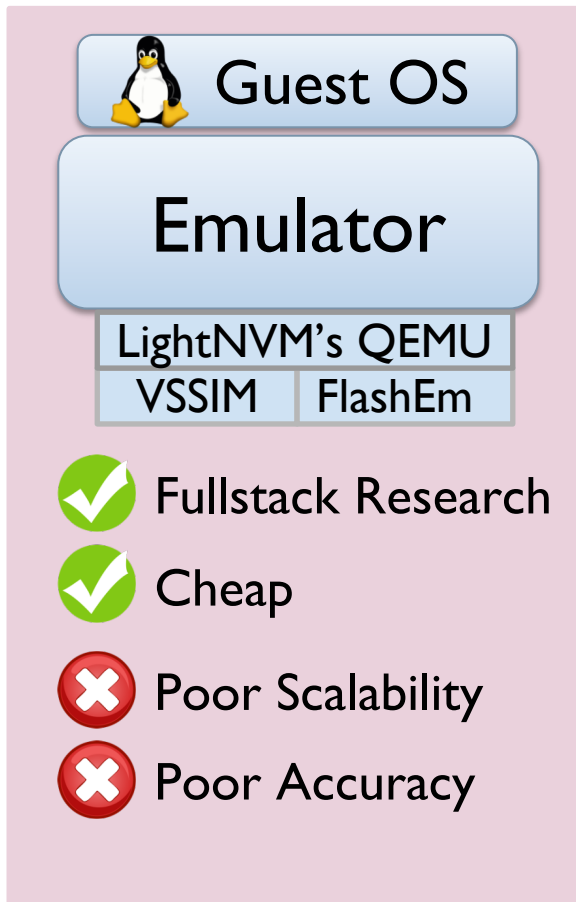 Guest OS
Emulator
LightNVM's QEMU
VSSIM FlashEm
Fullstack Research
Cheap
Poor Scalability
Poor Accuracy